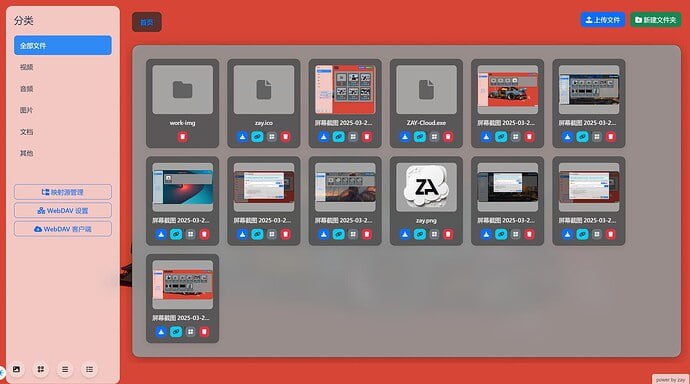 分类
全部文件
视频
音频
图片
文档
其他
映射源管理
WebDAV 设置
WebDAV 客户端
首页
上传文件
新建文件夹
work-img
zay.ico
屏幕截图 2025-03-2...
ZAY-Cloud.exe
屏幕截图 2025-03-2...
屏幕截图 2025-03-2...
屏幕截图 2025-03-2...
屏幕截图 2025-03-2...
屏幕截图 2025-03-2...
zay.png
屏幕截图 2025-03-2...
屏幕截图 2025-03-2...
屏幕截图 2025-03-2...
power by zay